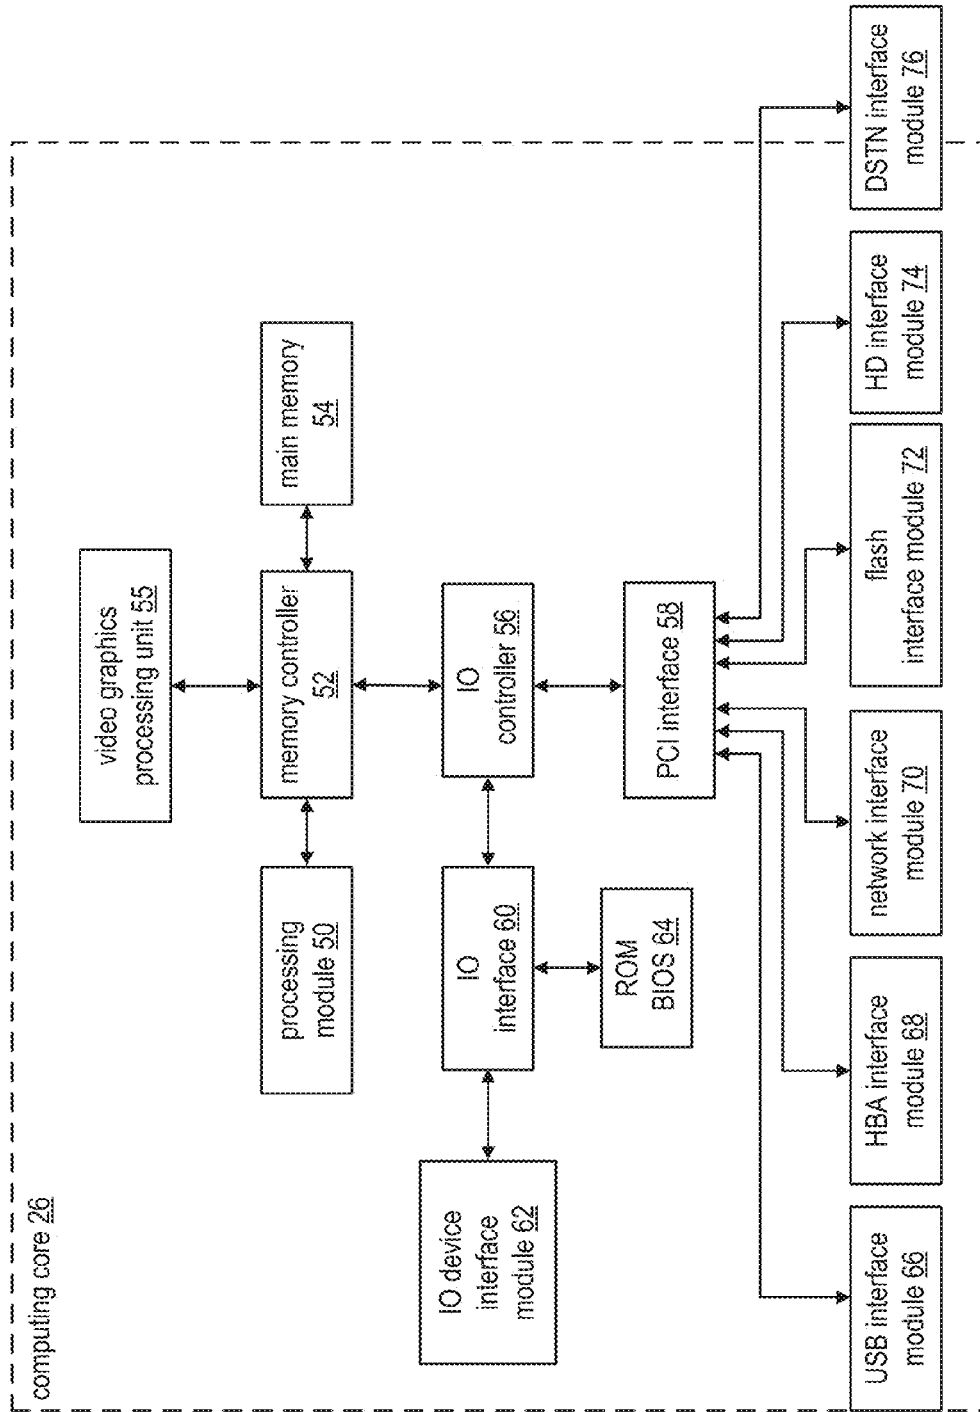 computing core 26
video graphics
processing unit 55
processing
module 50
memory controller
52
main memory
54
IO device
interface
module 62
IO
interface 60
IO
controller 56
ROM
BIOS 64
PCI interface 58
USB interface
module 66
HBA interface
module 68
network interface
module 70
flash
interface module 72
HD interface
module 74
DSTN interface
module 76